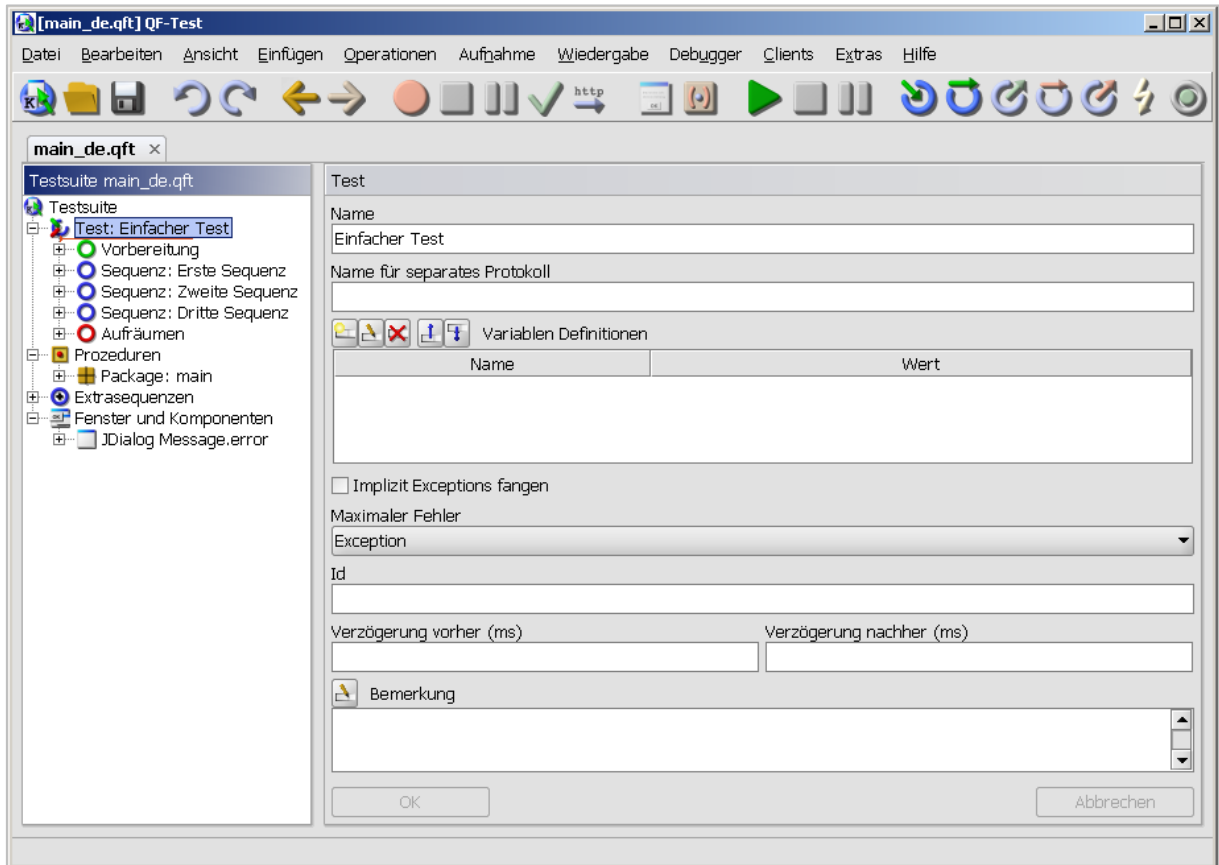 [main_de.qft] QF-Test
Datei Bearbeiten Ansicht Einfügen Operationen Aufnahme Wiedergabe Debugger Clients Extras Hilfe
K http OK
main_de.qft ×
Testsuite main_de.qft
Testsuite
Test: Einfacher Test
Vorbereitung
Sequenz: Erste Sequenz
Sequenz: Zweite Sequenz
Sequenz: Dritte Sequenz
Aufräumen
Prozeduren
Package: main
Extrasequenzen
Fenster und Komponenten
JDialog Message.error
Test
Name
Einfacher Test
Name für separates Protokoll
Variablen Definitionen
Name Wert
Implizit Exceptions fangen
Maximaler Fehler
Exception
Id
Verzögerung vorher (ms) Verzögerung nachher (ms)
Bemerkung
OK Abbrechen